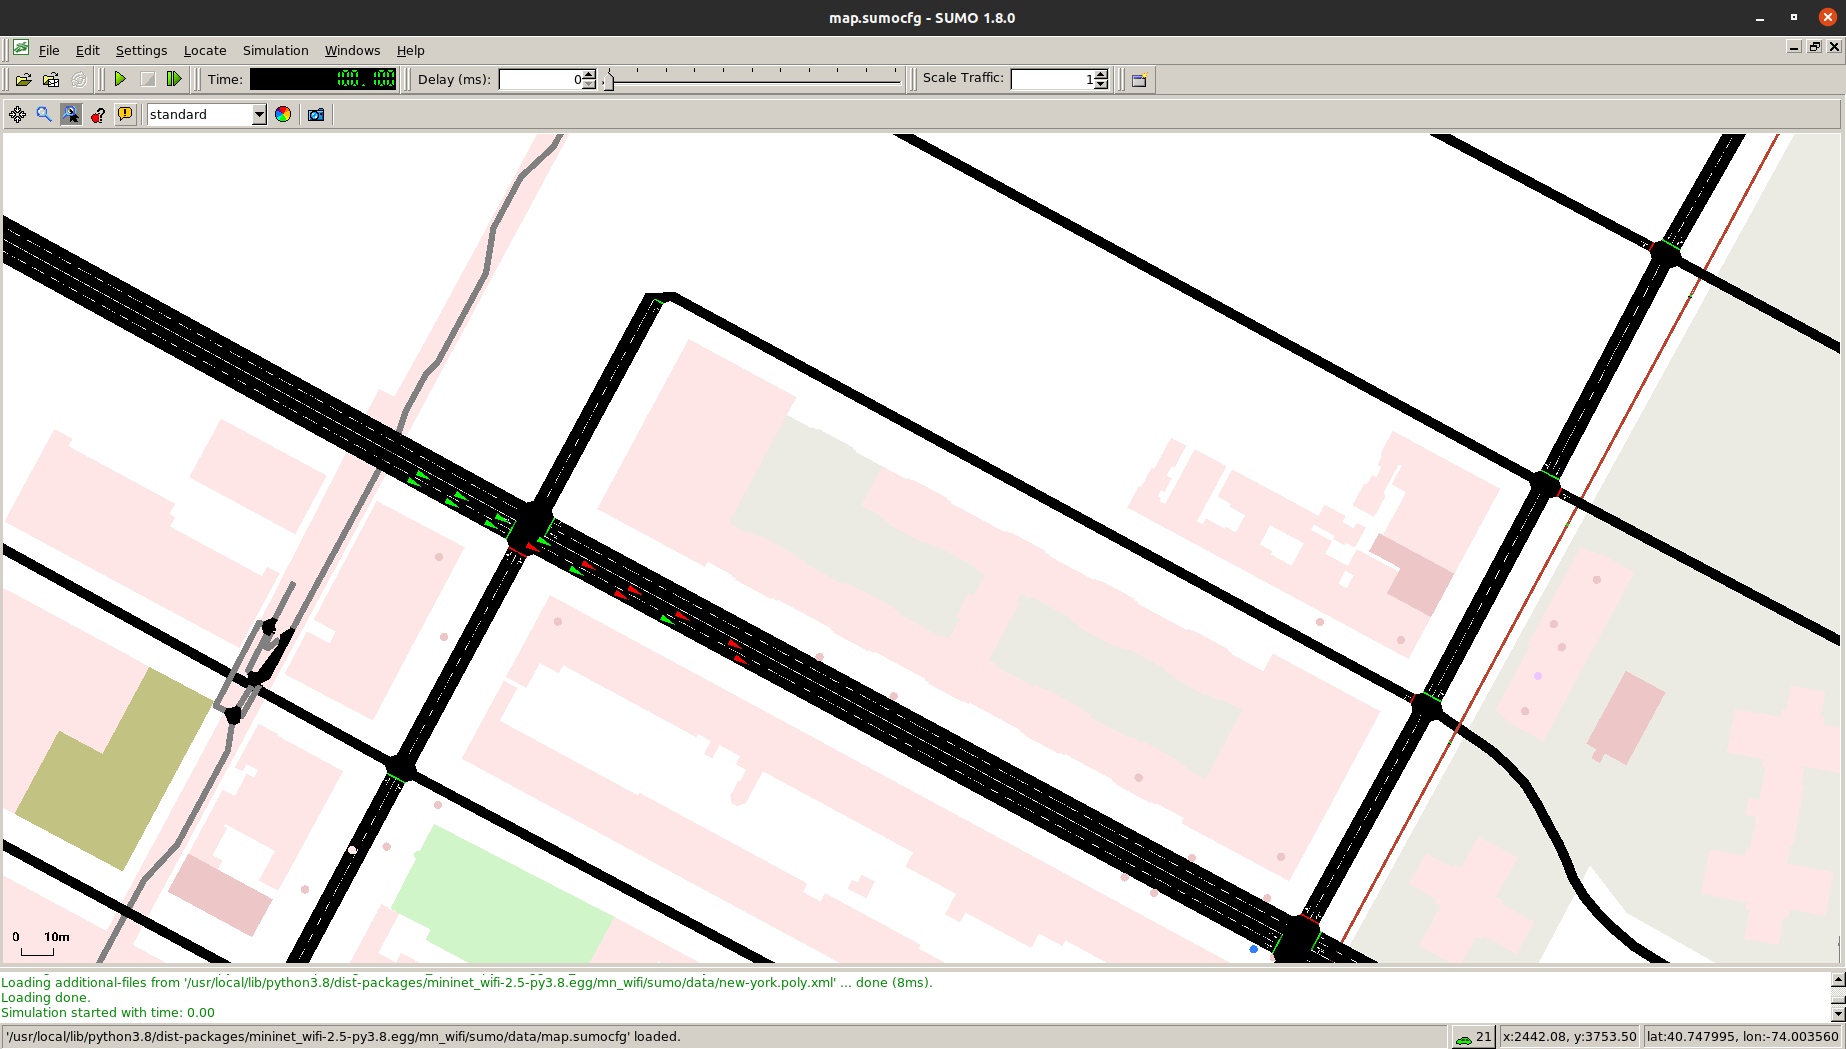 map.sumocfg - SUMO 1.8.0
File Edit Settings Locate Simulation Windows Help
Time: Delay (ms): 0 Scale Traffic: 1
standard
0 10m
Loading additional-files from '/usr/local/lib/python3.8/dist-packages/mininet_wifi-2.5-py3.8.egg/mn_wifi/sumo/data/new-york.poly.xml' ... done (8ms).
Loading done.
Simulation started with time: 0.00
'/usr/local/lib/python3.8/dist-packages/mininet_wifi-2.5-py3.8.egg/mn_wifi/sumo/data/map.sumocfg' loaded. 21 x:2442.08, y:3753.50 lat:40.747995, lon:-74.003560